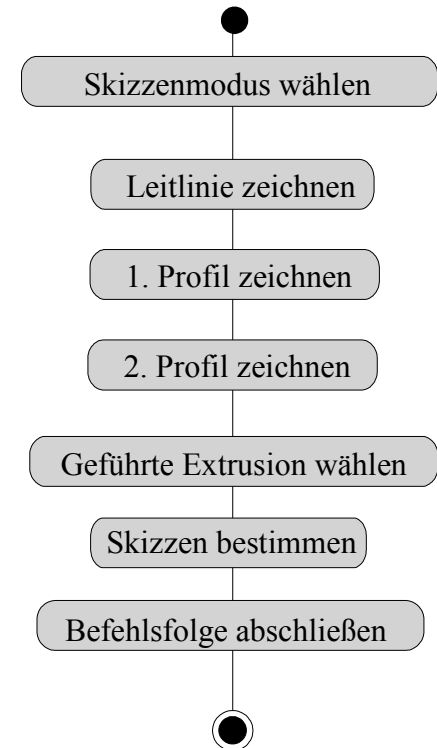 Skizzenmodus wählen
Leitlinie zeichnen
1. Profil zeichnen
2. Profil zeichnen
Geführte Extrusion wählen
Skizzen bestimmen
Befehlsfolge abschließen